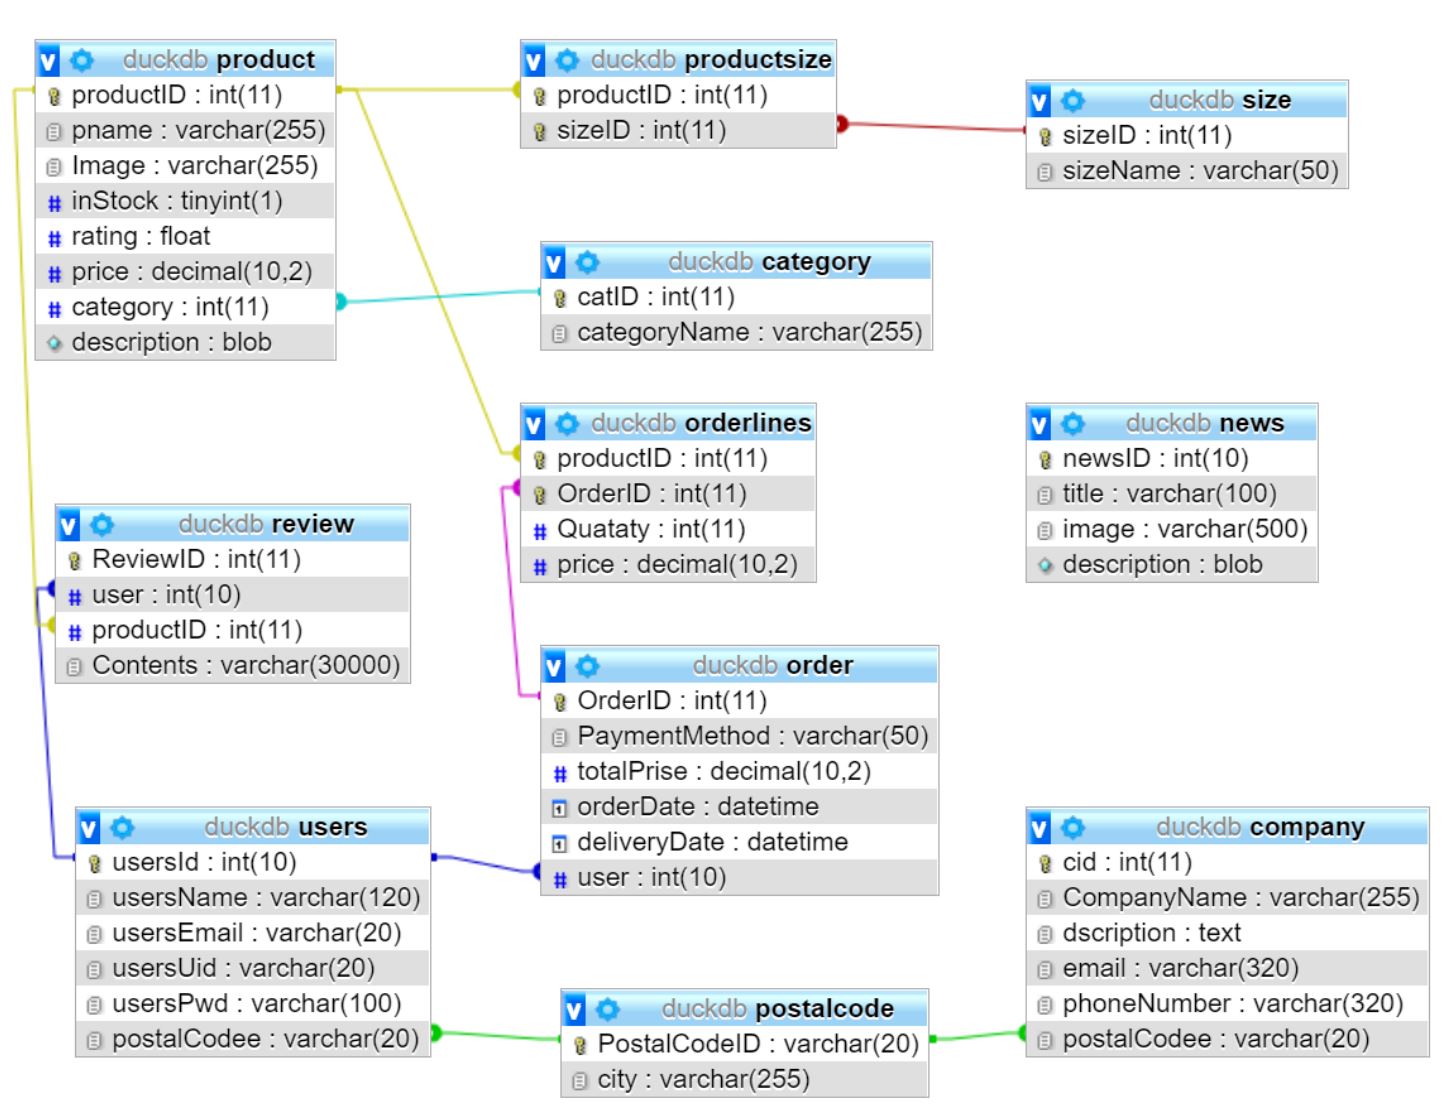 duckdb product
productID : int(11)
pname : varchar(255)
Image : varchar(255)
inStock : tinyint(1)
rating : float
price : decimal(10,2)
category : int(11)
description : blob
duckdb productsize
productID : int(11)
sizeID : int(11)
duckdb size
sizeID : int(11)
sizeName : varchar(50)
duckdb category
catID : int(11)
categoryName : varchar(255)
duckdb orderlines
productID : int(11)
OrderID : int(11)
Quataty : int(11)
price : decimal(10,2)
duckdb news
newsID : int(10)
title : varchar(100)
image : varchar(500)
description : blob
duckdb review
ReviewID : int(11)
user : int(10)
productID : int(11)
Contents : varchar(30000)
duckdb order
OrderID : int(11)
PaymentMethod : varchar(50)
totalPrise : decimal(10,2)
orderDate : datetime
deliveryDate : datetime
user : int(10)
duckdb users
usersId : int(10)
usersName : varchar(120)
usersEmail : varchar(20)
usersUid : varchar(20)
usersPwd : varchar(100)
postalCodee : varchar(20)
duckdb company
cid : int(11)
CompanyName : varchar(255)
dscription : text
email : varchar(320)
phoneNumber : varchar(320)
postalCodee : varchar(20)
duckdb postalcode
PostalCodeID : varchar(20)
city : varchar(255)